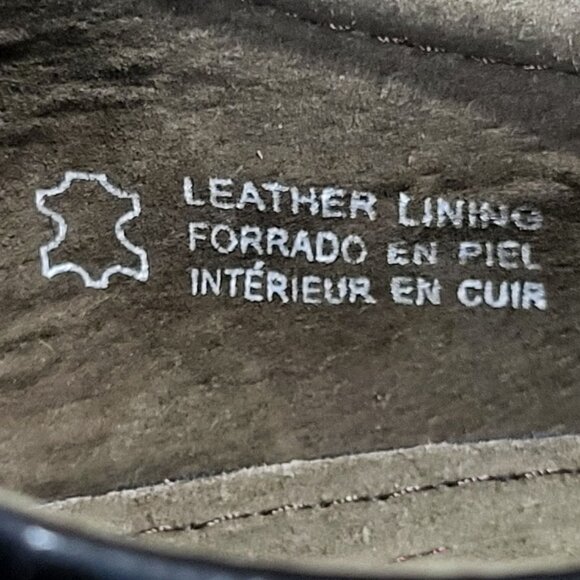 LEATHER LINING
FORRADO EN PIEL
INTÉRIEUR EN CUIR